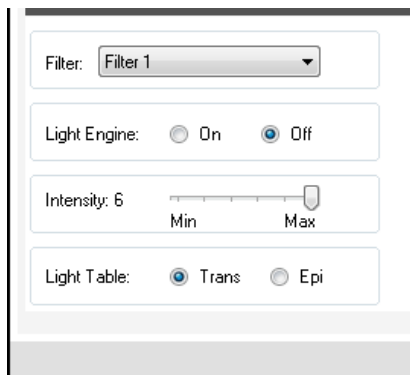 Filter: Filter 1
Light Engine: On Off
Intensity: 6
Min Max
Light Table: Trans Epi